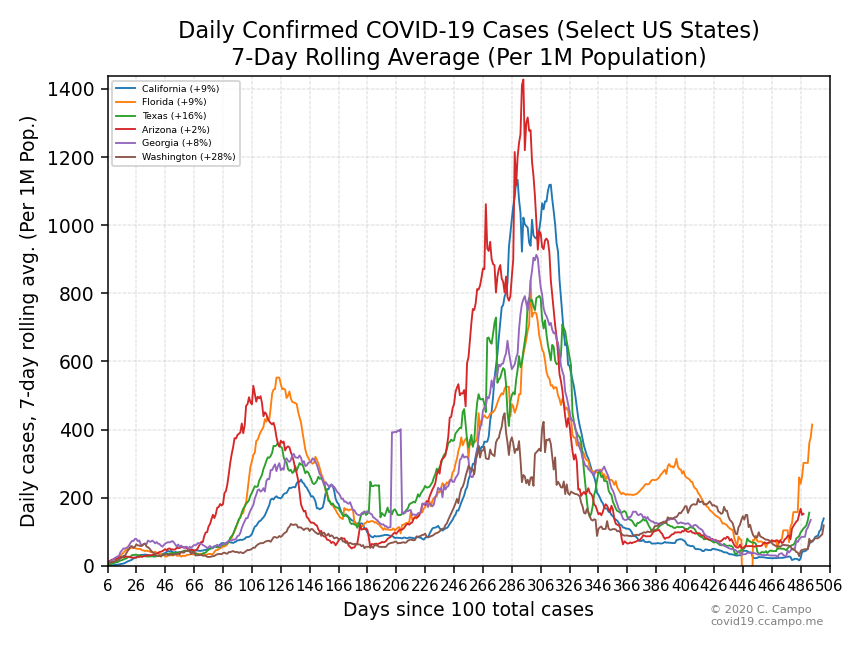 Daily Confirmed COVID-19 Cases (Select US States)
7-Day Rolling Average (Per 1M Population)
Daily cases, 7-day rolling avg. (Per 1M Pop.)
1400
1200
1000
800
600
400
200
0
California (+9%)
Florida (+9%)
Texas (+16%)
Arizona (+2%)
Georgia (+8%)
Washington (+28%)
6 26 46 66 86 106 126 146 166 186 206 226 246 266 286 306 326 346 366 386 406 426 446 466 486 506
Days since 100 total cases
© 2020 C. Campo
covid19.ccampo.me